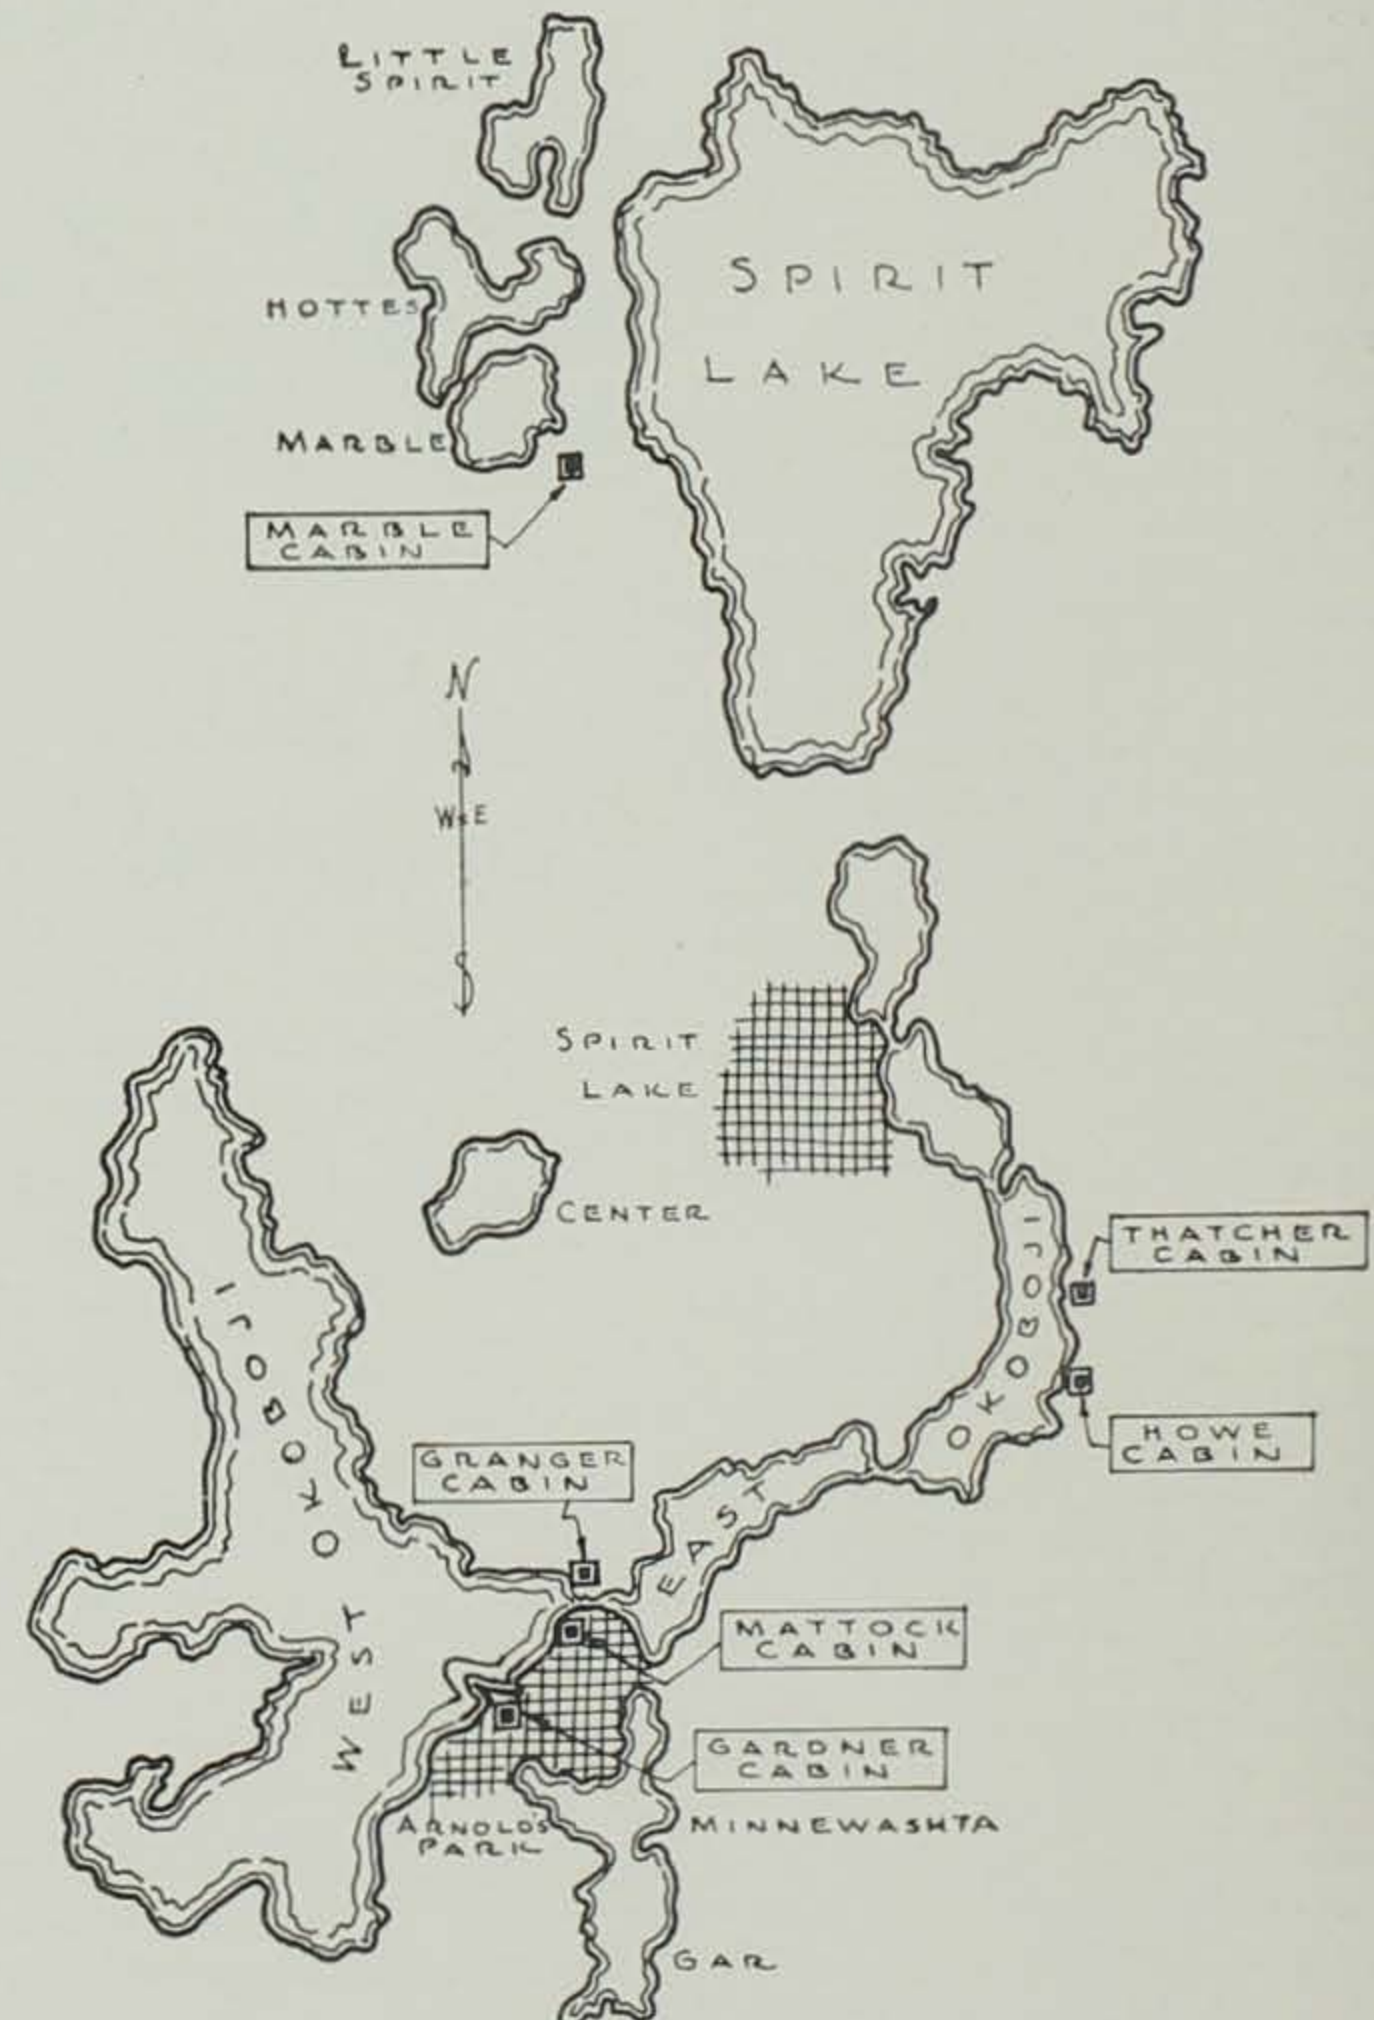 LITTLE
SPIRIT
SPIRIT
LAKE
HOTTES
MARBLE
MARBLE
CABIN
N
W E
S
SPIRIT
LAKE
CENTER
THATCHER
CABIN
HOWE
CABIN
EAST OKOBOJI
WEST OKOBOJI
GRANGER
CABIN
MATTOCK
CABIN
GARDNER
CABIN
ARNOLD'S
PARK
MINNEWASHTA
GAR